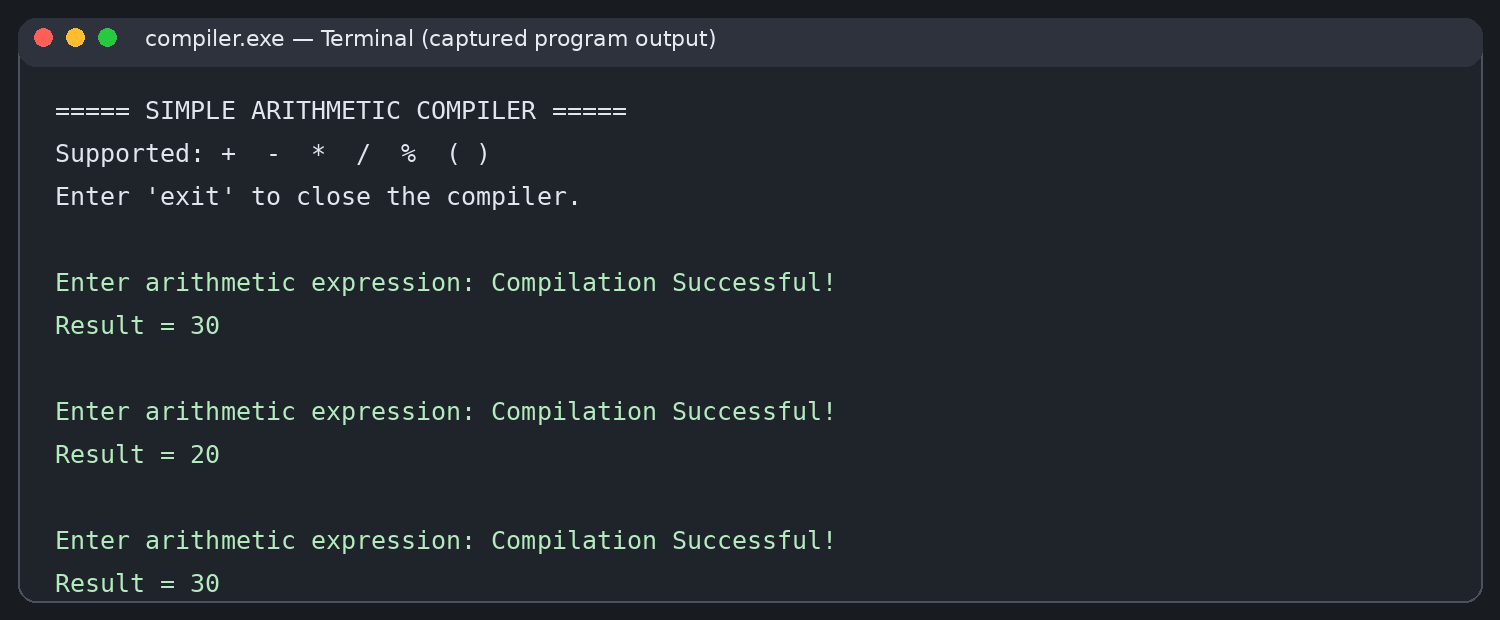 compiler.exe — Terminal (captured program output)
===== SIMPLE ARITHMETIC COMPILER =====
Supported: +  -  *  /  %  ( )
Enter 'exit' to close the compiler.
Enter arithmetic expression: Compilation Successful!
Result = 30
Enter arithmetic expression: Compilation Successful!
Result = 20
Enter arithmetic expression: Compilation Successful!
Result = 30